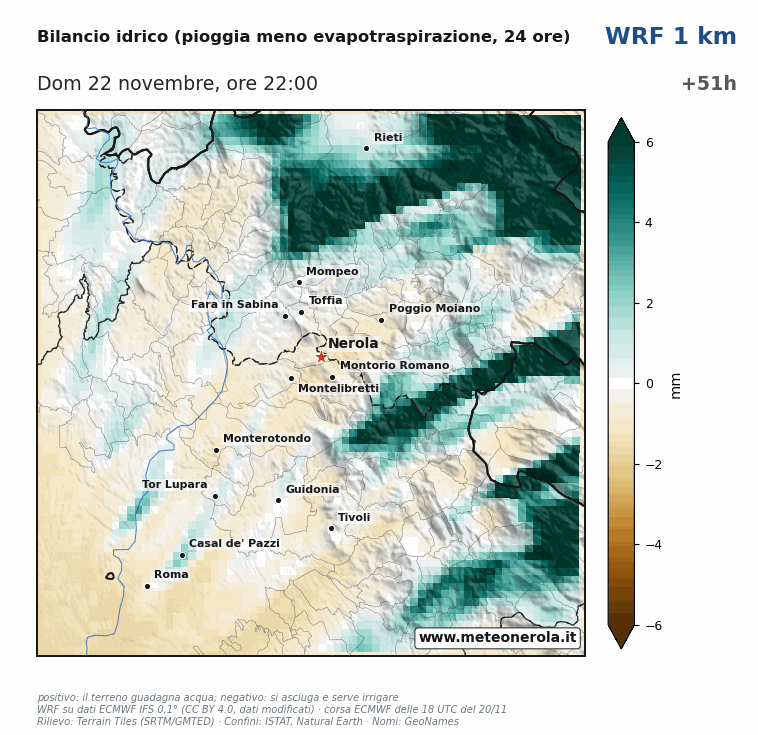 Bilancio idrico (pioggia meno evapotraspirazione, 24 ore)
WRF 1 km
Dom 22 novembre, ore 22:00
+51h
Rieti
Mompeo
Fara in Sabina
Toffia
Poggio Moiano
Nerola
Montorio Romano
Montelibretti
Monterotondo
Tor Lupara
Guidonia
Tivoli
Casal de' Pazzi
Roma
www.meteonerola.it
6
4
2
0
−2
−4
−6
mm
positivo: il terreno guadagna acqua; negativo: si asciuga e serve irrigare
WRF su dati ECMWF IFS 0,1° (CC BY 4.0, dati modificati) · corsa ECMWF delle 18 UTC del 20/11
Rilievo: Terrain Tiles (SRTM/GMTED) · Confini: ISTAT, Natural Earth · Nomi: GeoNames